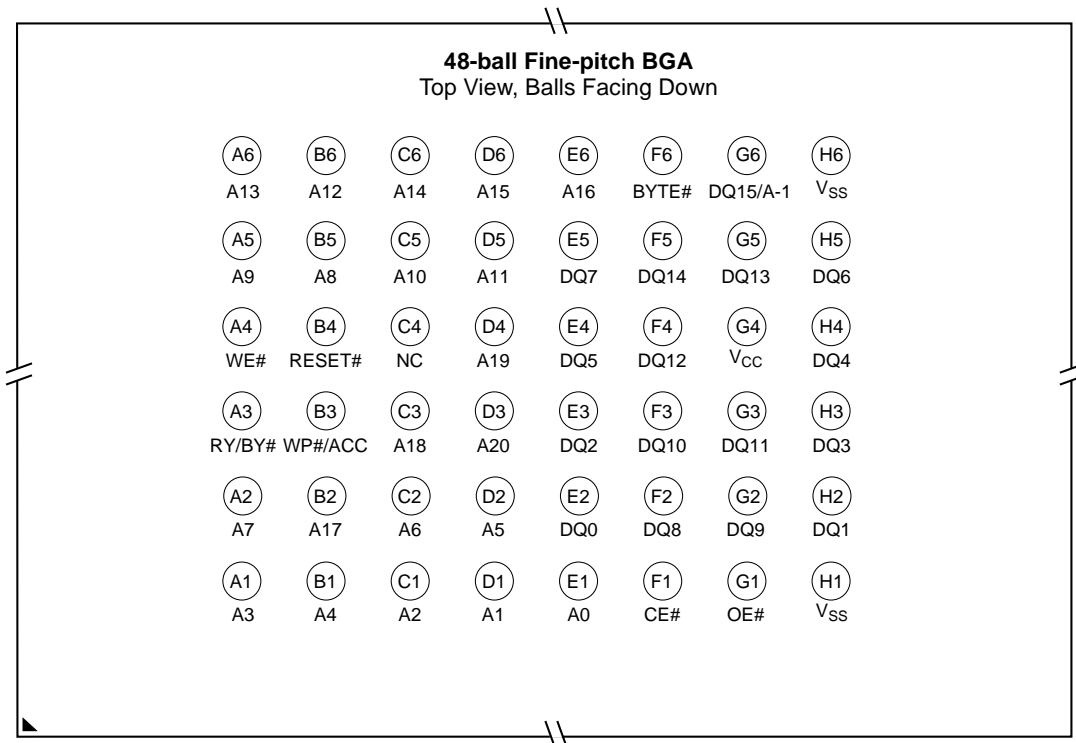 48-ball Fine-pitch BGA
Top View, Balls Facing Down
A6 B6 C6 D6 E6 F6 G6 H6
A13 A12 A14 A15 A16 BYTE# DQ15/A-1 VSS
A5 B5 C5 D5 E5 F5 G5 H5
A9 A8 A10 A11 DQ7 DQ14 DQ13 DQ6
A4 B4 C4 D4 E4 F4 G4 H4
WE# RESET# NC A19 DQ5 DQ12 VCC DQ4
A3 B3 C3 D3 E3 F3 G3 H3
RY/BY# WP#/ACC A18 A20 DQ2 DQ10 DQ11 DQ3
A2 B2 C2 D2 E2 F2 G2 H2
A7 A17 A6 A5 DQ0 DQ8 DQ9 DQ1
A1 B1 C1 D1 E1 F1 G1 H1
A3 A4 A2 A1 A0 CE# OE# VSS